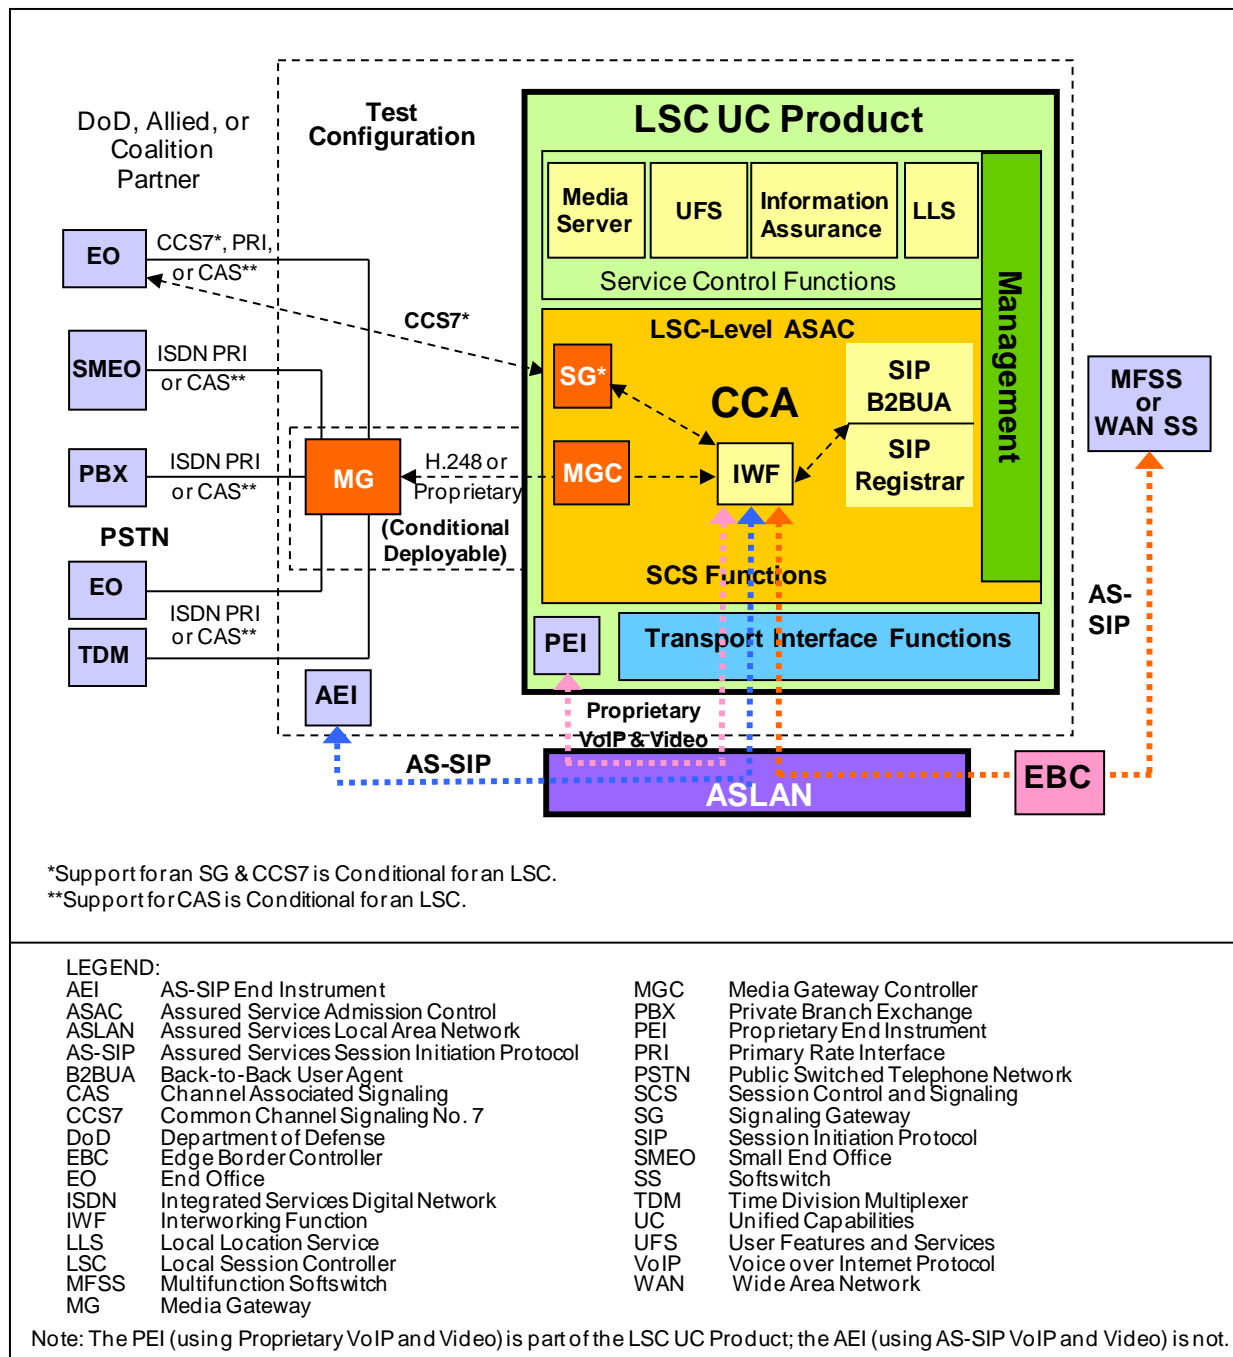 LSC UC Product
Test
Configuration
DoD, Allied, or
Coalition
Partner
Media
Server
UFS
Information
Assurance
LLS
Service Control Functions
Management
EO
CCS7*, PRI,
or CAS**
CCS7*
LSC-Level ASAC
SMEO
ISDN PRI
or CAS**
SG*
CCA
SIP
B2BUA
SIP
Registrar
MFSS
or
WAN SS
PBX
ISDN PRI
or CAS**
MG
H.248 or
Proprietary
MGC
IWF
(Conditional
Deployable)
PSTN
EO
ISDN PRI
or CAS**
TDM
SCS Functions
AS-
SIP
PEI
Transport Interface Functions
AEI
Proprietary
VoIP & Video
AS-SIP
ASLAN
EBC
*Support for an SG & CCS7 is Conditional for an LSC.
**Support for CAS is Conditional for an LSC.
LEGEND:
AEI AS-SIP End Instrument
ASAC Assured Service Admission Control
ASLAN Assured Services Local Area Network
AS-SIP Assured Services Session Initiation Protocol
B2BUA Back-to-Back User Agent
CAS Channel Associated Signaling
CCS7 Common Channel Signaling No. 7
DoD Department of Defense
EBC Edge Border Controller
EO End Office
ISDN Integrated Services Digital Network
IWF Interworking Function
LLS Local Location Service
LSC Local Session Controller
MFSS Multifunction Softswitch
MG Media Gateway
MGC Media Gateway Controller
PBX Private Branch Exchange
PEI Proprietary End Instrument
PRI Primary Rate Interface
PSTN Public Switched Telephone Network
SCS Session Control and Signaling
SG Signaling Gateway
SIP Session Initiation Protocol
SMEO Small End Office
SS Softswitch
TDM Time Division Multiplexer
UC Unified Capabilities
UFS User Features and Services
VoIP Voice over Internet Protocol
WAN Wide Area Network
Note: The PEI (using Proprietary VoIP and Video) is part of the LSC UC Product; the AEI (using AS-SIP VoIP and Video) is not.